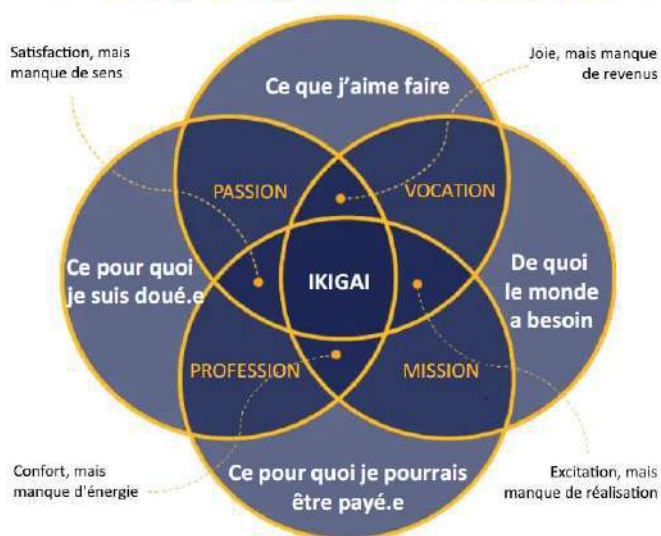 Satisfaction, mais
manque de sens
Joie, mais manque
de revenus
Ce que j'aime faire
PASSION
VOCATION
Ce pour quoi
je suis doué.e
IKIGAI
De quoi
le monde
a besoin
PROFESSION
MISSION
Confort, mais
manque d'énergie
Ce pour quoi je pourrais
être payé.e
Excitation, mais
manque de réalisation